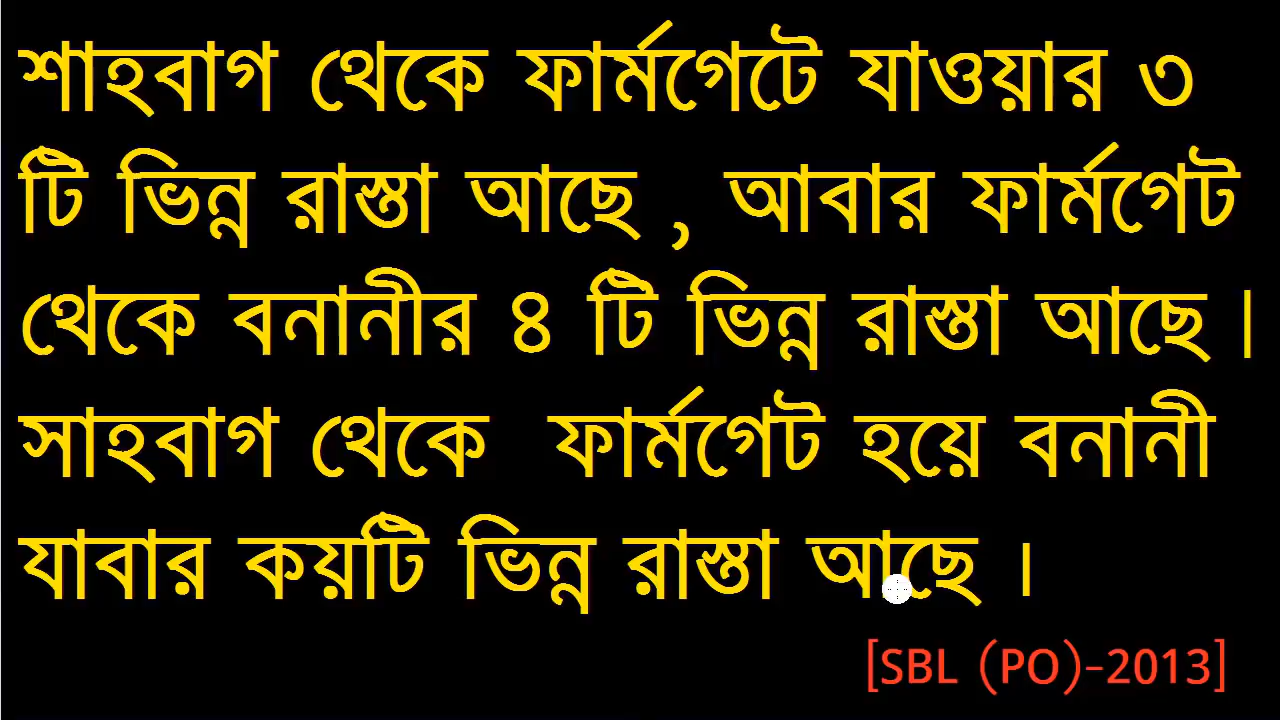 শাহবাগ থেকে ফার্মগেটে যাওয়ার ৩
টি ভিন্ন রাস্তা আছে , আবার ফার্মগেট
থেকে বনানীর ৪ টি ভিন্ন রাস্তা আছে ।
সাহবাগ থেকে ফার্মগেট হয়ে বনানী
যাবার কয়টি ভিন্ন রাস্তা আছে ।
[SBL (PO)-2013]